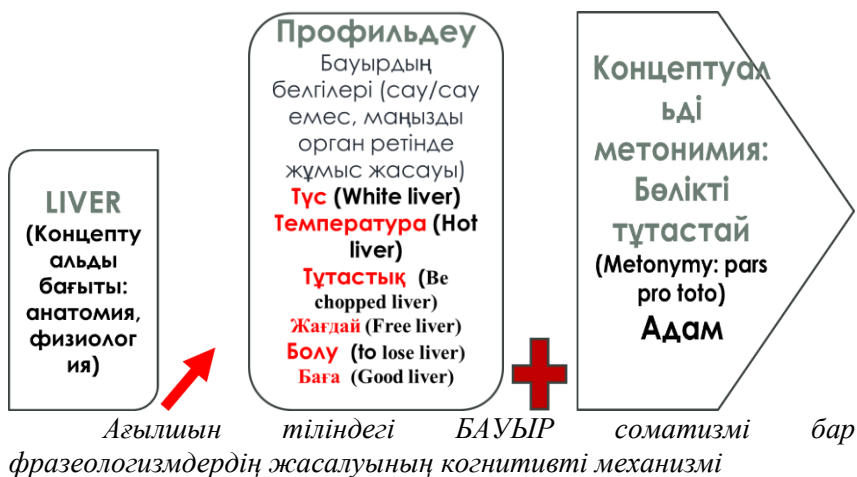 LIVER
(Концепту
альды
бағыты:
анатомия,
физиолог
ия)
Профильдеу
Бауырдың
белгілері (сау/сау
емес, маңызды
орган ретінде
жұмыс жасауы)
Түс (White liver)
Температура (Hot
liver)
Тұтастық (Be
chopped liver)
Жағдай (Free liver)
Болу (to lose liver)
Баға (Good liver)
Концептуал
ьді
метонимия:
Бөлікті
тұтастай
(Metonymy: pars
pro toto)
Адам
Ағылшын тіліндегі БАУЫР соматизмі бар
фразеологизмдердің жасалуының когнитивті механизмі